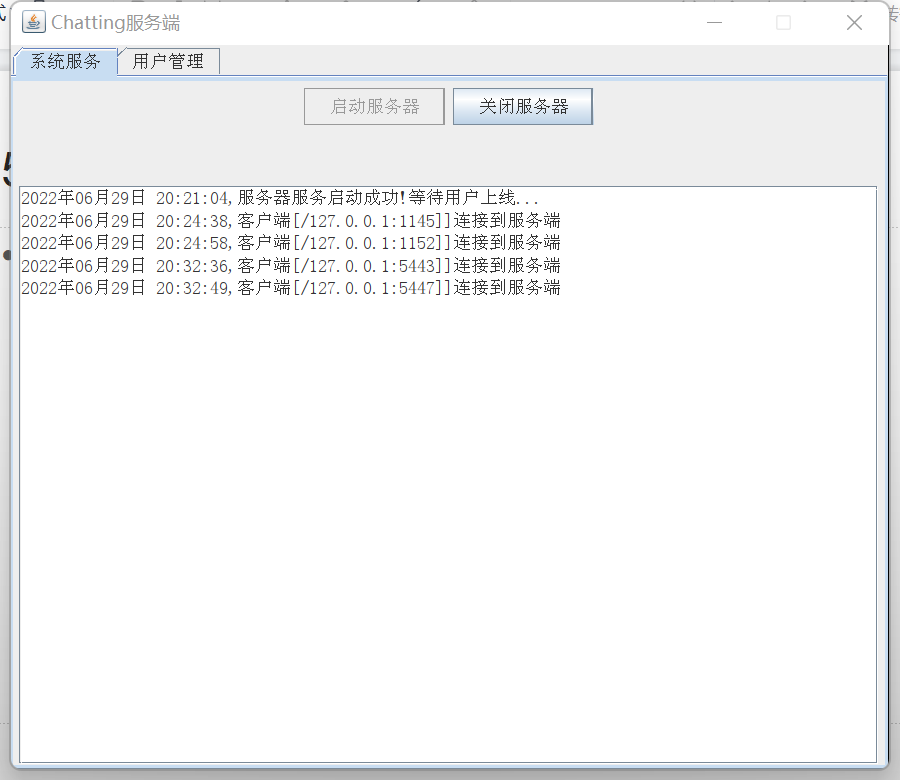 Chatting服务端
系统服务 用户管理
启动服务器 关闭服务器
2022年06月29日 20:21:04,服务器服务启动成功!等待用户上线...
2022年06月29日 20:24:38,客户端[/127.0.0.1:1145]]连接到服务端
2022年06月29日 20:24:58,客户端[/127.0.0.1:1152]]连接到服务端
2022年06月29日 20:32:36,客户端[/127.0.0.1:5443]]连接到服务端
2022年06月29日 20:32:49,客户端[/127.0.0.1:5447]]连接到服务端